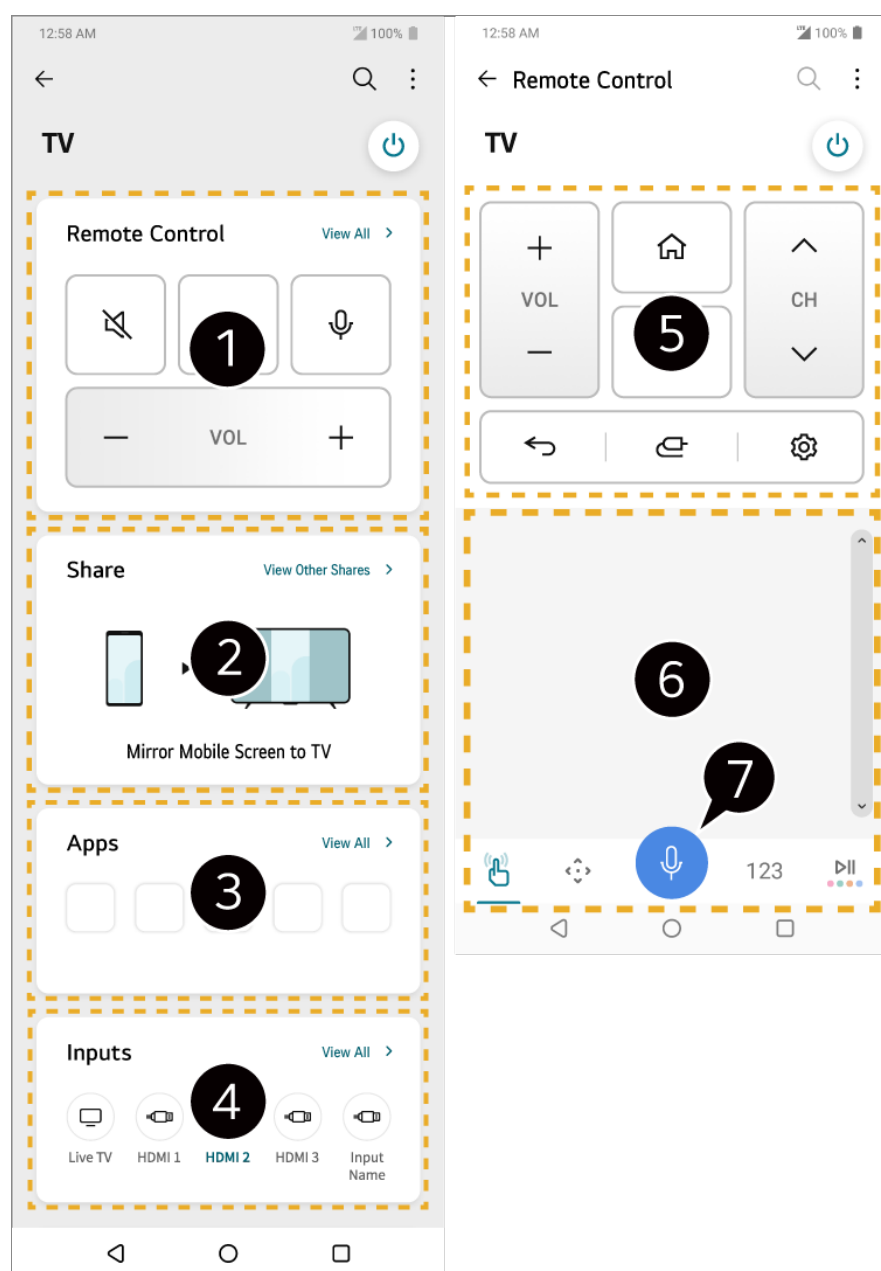 12:58 AM
LTE
100%
TV
Remote Control
View All
1
VOL
Share
View Other Shares
2
Mirror Mobile Screen to TV
Apps
View All
3
Inputs
View All
4
Live TV
HDMI 1
HDMI 2
HDMI 3
Input
Name
12:58 AM
LTE
100%
Remote Control
TV
VOL
5
CH
6
7
123